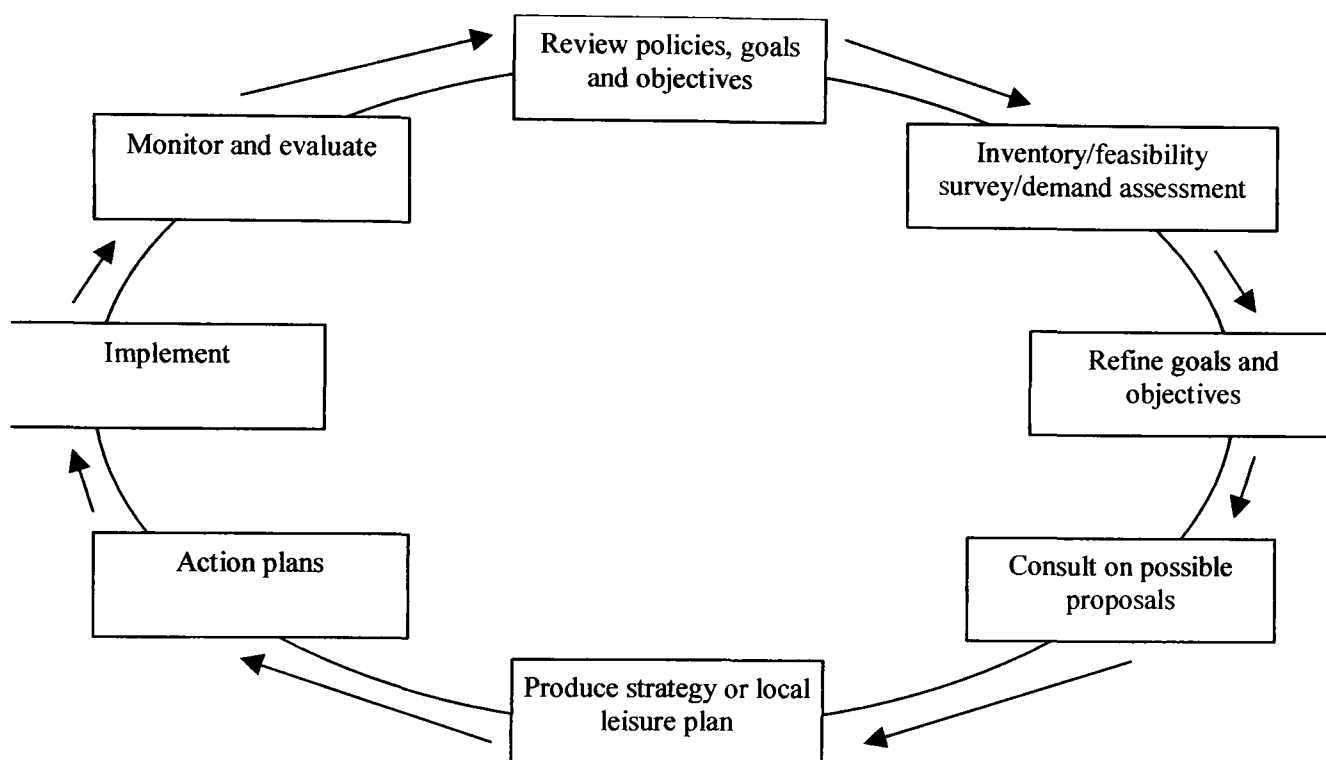 Review policies, goals
and objectives
Inventory/feasibility
survey/demand assessment
Refine goals and
objectives
Consult on possible
proposals
Produce strategy or local
leisure plan
Action plans
Implement
Monitor and evaluate